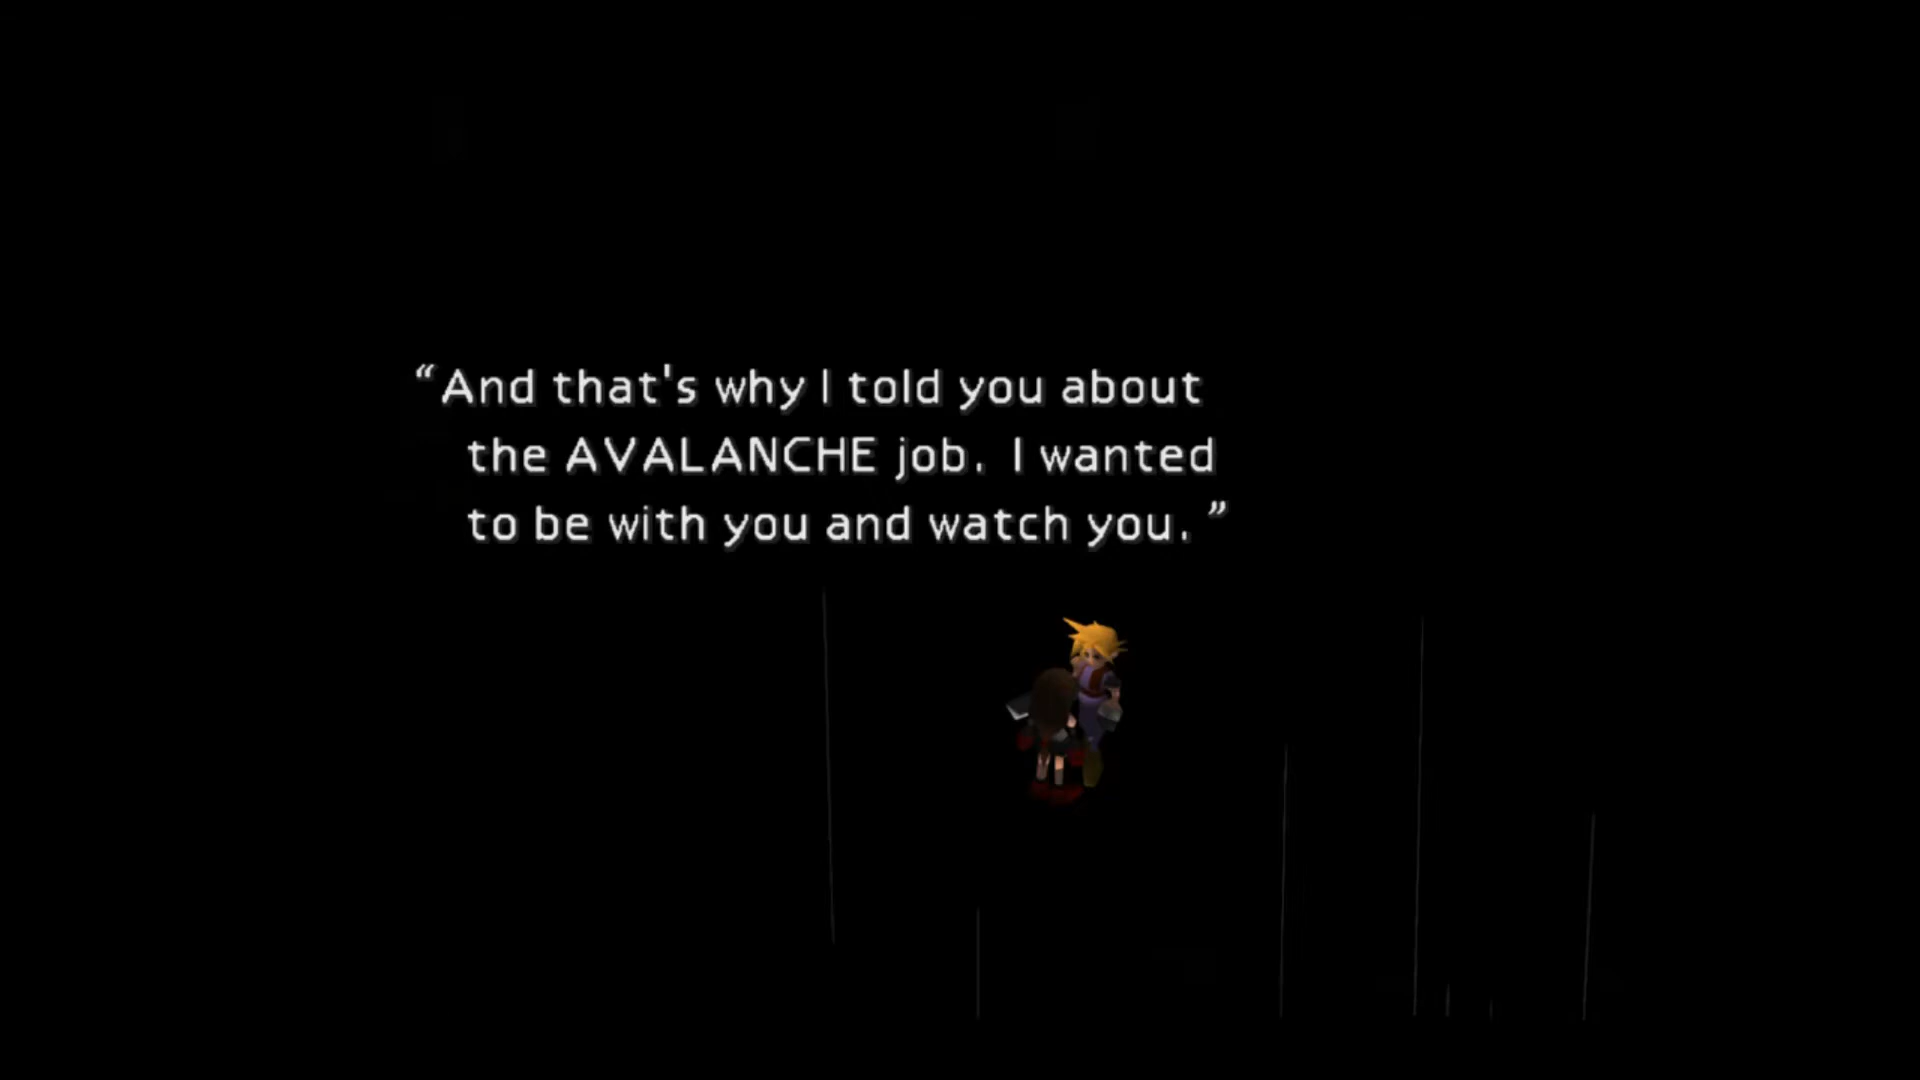 “And that's why I told you about
the AVALANCHE job. I wanted
to be with you and watch you.”